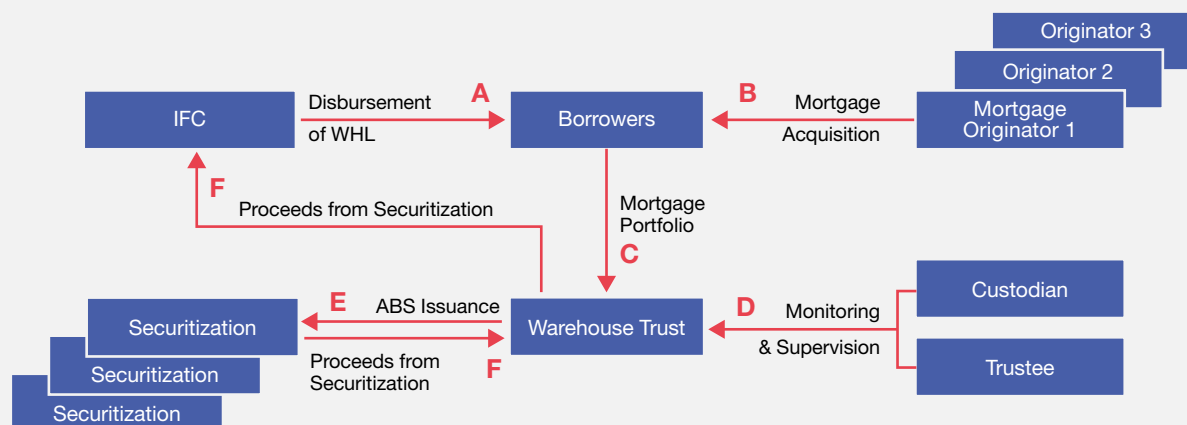 Originator 3
Originator 2
Mortgage
Originator 1
IFC
Disbursement
of WHL
A
Borrowers
B
Mortgage
Acquisition
F
Proceeds from Securitization
Mortgage
Portfolio
C
Custodian
Securitization
Securitization
Securitization
E
ABS Issuance
Proceeds from
Securitization
F
Warehouse Trust
D
Monitoring
& Supervision
Trustee